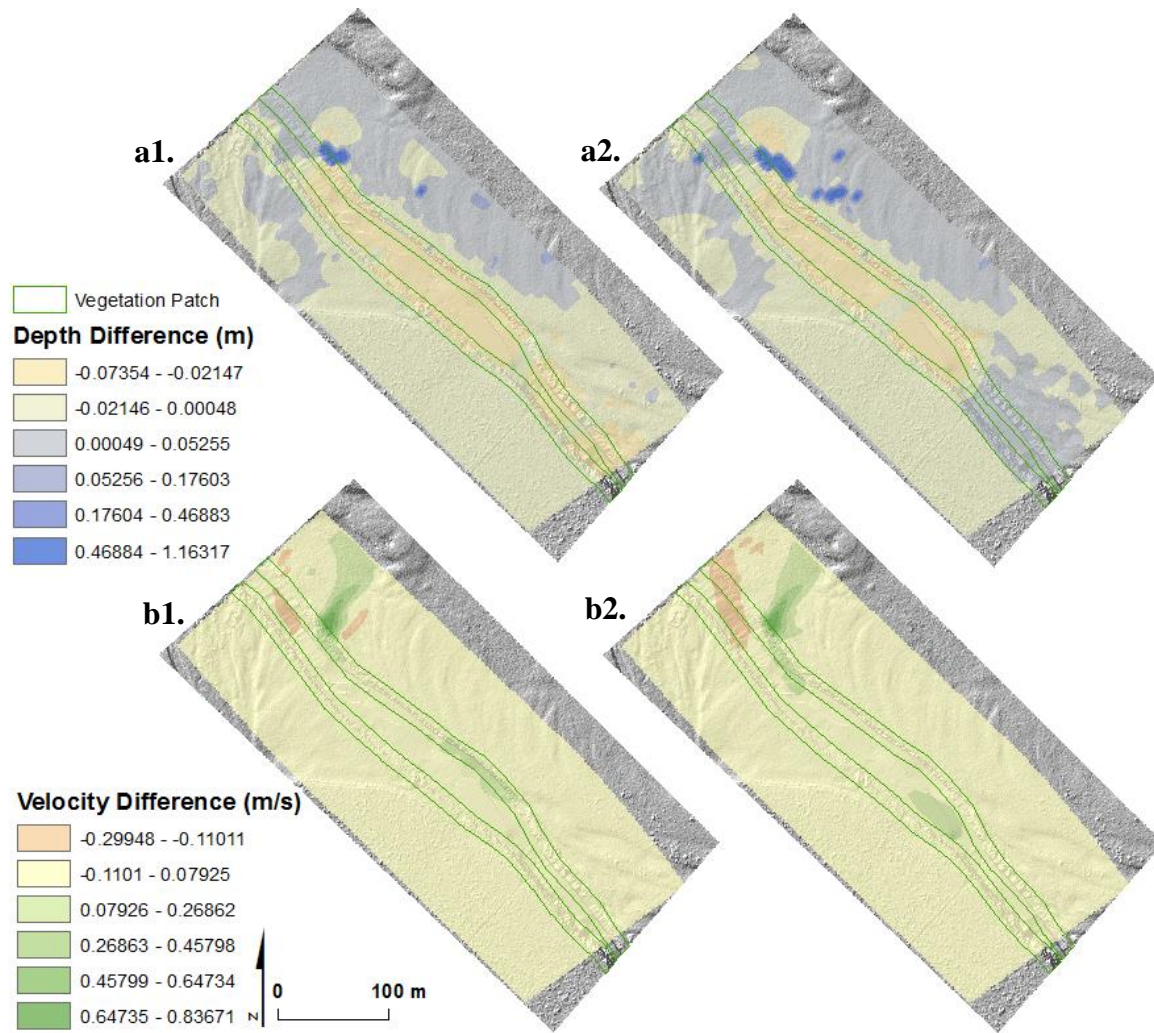 a1.
a2.
Vegetation Patch
Depth Difference (m)
-0.07354 - -0.02147
-0.02146 - 0.00048
0.00049 - 0.05255
0.05256 - 0.17603
0.17604 - 0.46883
0.46884 - 1.16317
b1.
b2.
Velocity Difference (m/s)
-0.29948 - -0.11011
-0.1101 - 0.07925
0.07926 - 0.26862
0.26863 - 0.45798
0.45799 - 0.64734
0.64735 - 0.83671
N
0 100 m